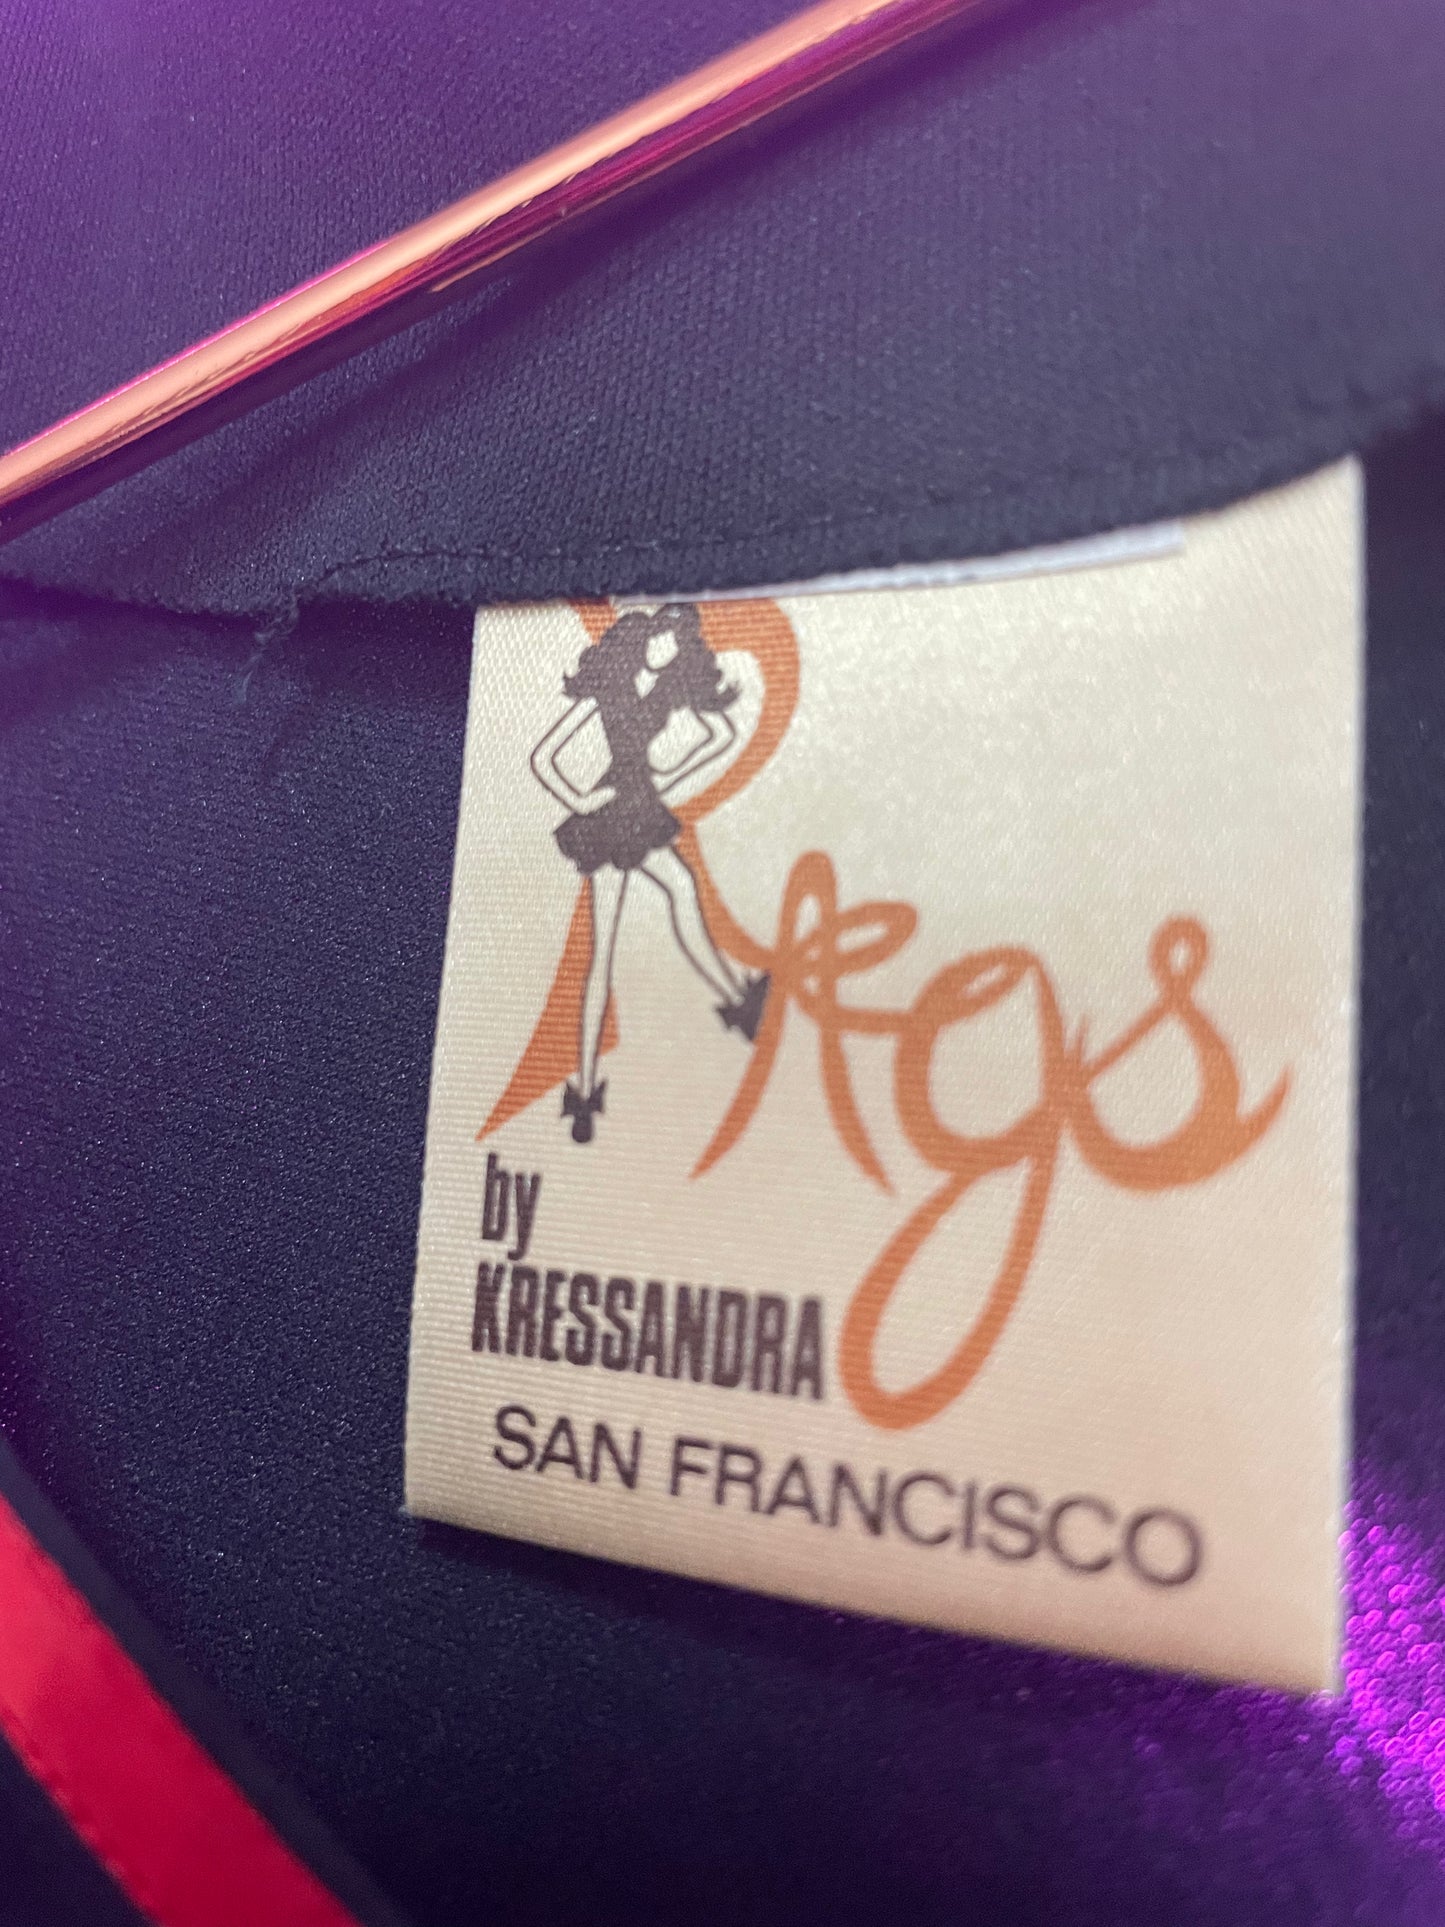 Rags
by
KRESSANDRA
SAN FRANCISCO